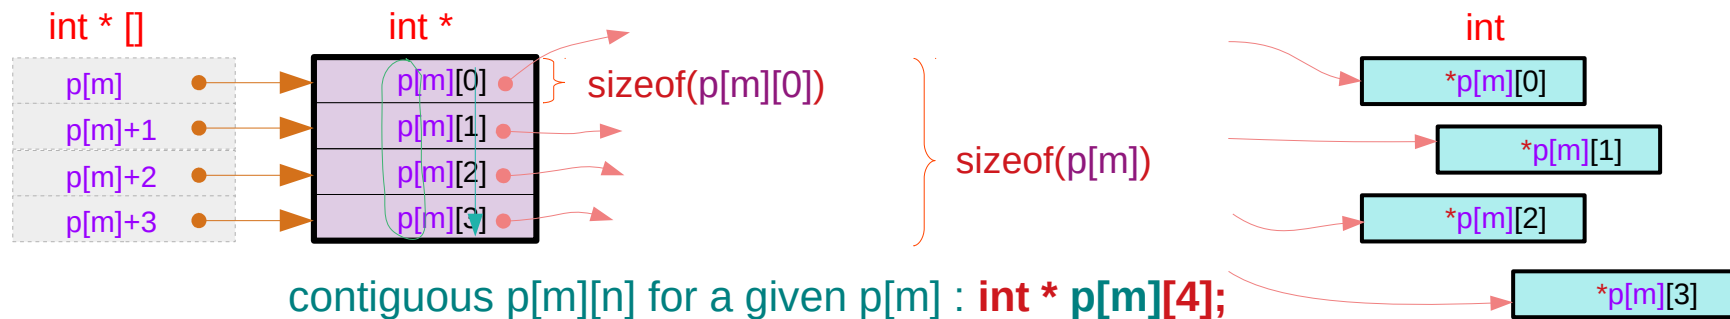 int * []
int *
int
p[m]
p[m][0]
sizeof(p[m][0])
*p[m][0]
p[m]+1
p[m][1]
*p[m][1]
sizeof(p[m])
p[m]+2
p[m][2]
*p[m][2]
p[m]+3
p[m][3]
*p[m][3]
contiguous p[m][n] for a given p[m] : int * p[m][4];